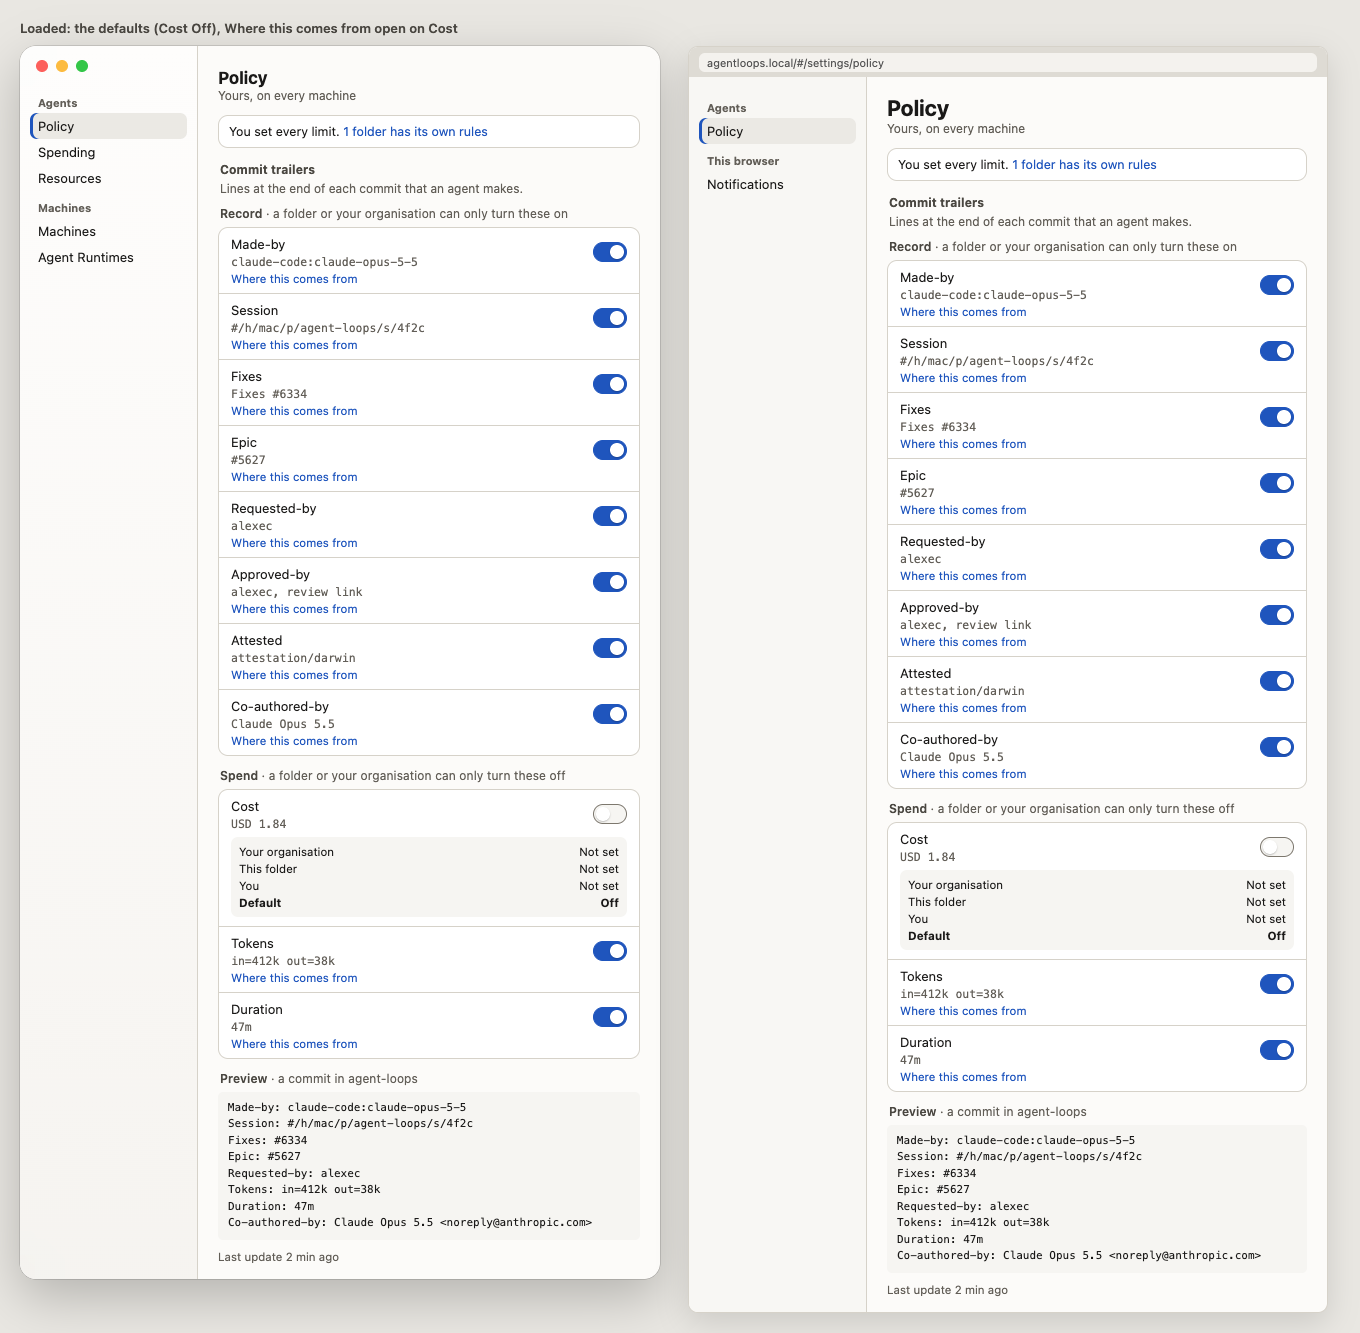 Loaded: the defaults (Cost Off), Where this comes from open on Cost
Agents
Policy
Spending
Resources
Machines
Machines
Agent Runtimes
Policy
Yours, on every machine
You set every limit. 1 folder has its own rules
Commit trailers
Lines at the end of each commit that an agent makes.
Record · a folder or your organisation can only turn these on
Made-by
claude-code:claude-opus-5-5
Where this comes from
Session
#/h/mac/p/agent-loops/s/4f2c
Where this comes from
Fixes
Fixes #6334
Where this comes from
Epic
#5627
Where this comes from
Requested-by
alexec
Where this comes from
Approved-by
alexec, review link
Where this comes from
Attested
attestation/darwin
Where this comes from
Co-authored-by
Claude Opus 5.5
Where this comes from
Spend · a folder or your organisation can only turn these off
Cost
USD 1.84
Your organisation Not set
This folder Not set
You Not set
Default Off
Tokens
in=412k out=38k
Where this comes from
Duration
47m
Where this comes from
Preview · a commit in agent-loops
Made-by: claude-code:claude-opus-5-5
Session: #/h/mac/p/agent-loops/s/4f2c
Fixes: #6334
Epic: #5627
Requested-by: alexec
Tokens: in=412k out=38k
Duration: 47m
Co-authored-by: Claude Opus 5.5 <noreply@anthropic.com>
Last update 2 min ago
agentloops.local/#/settings/policy
Agents
Policy
This browser
Notifications
Policy
Yours, on every machine
You set every limit. 1 folder has its own rules
Commit trailers
Lines at the end of each commit that an agent makes.
Record · a folder or your organisation can only turn these on
Made-by
claude-code:claude-opus-5-5
Where this comes from
Session
#/h/mac/p/agent-loops/s/4f2c
Where this comes from
Fixes
Fixes #6334
Where this comes from
Epic
#5627
Where this comes from
Requested-by
alexec
Where this comes from
Approved-by
alexec, review link
Where this comes from
Attested
attestation/darwin
Where this comes from
Co-authored-by
Claude Opus 5.5
Where this comes from
Spend · a folder or your organisation can only turn these off
Cost
USD 1.84
Your organisation Not set
This folder Not set
You Not set
Default Off
Tokens
in=412k out=38k
Where this comes from
Duration
47m
Where this comes from
Preview · a commit in agent-loops
Made-by: claude-code:claude-opus-5-5
Session: #/h/mac/p/agent-loops/s/4f2c
Fixes: #6334
Epic: #5627
Requested-by: alexec
Tokens: in=412k out=38k
Duration: 47m
Co-authored-by: Claude Opus 5.5 <noreply@anthropic.com>
Last update 2 min ago